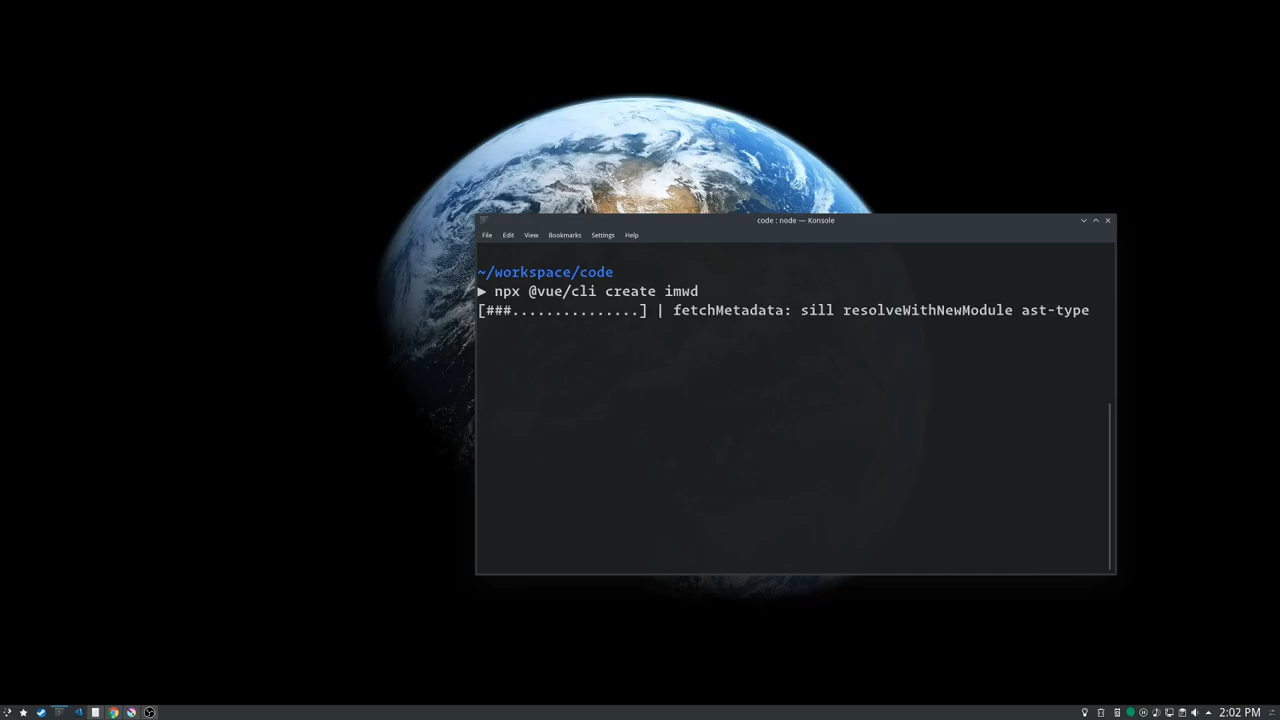 code : node — Konsole
File Edit View Bookmarks Settings Help
~/workspace/code
▶ npx @vue/cli create imwd
[###...............] | fetchMetadata: sill resolveWithNewModule ast-type
2:02 PM